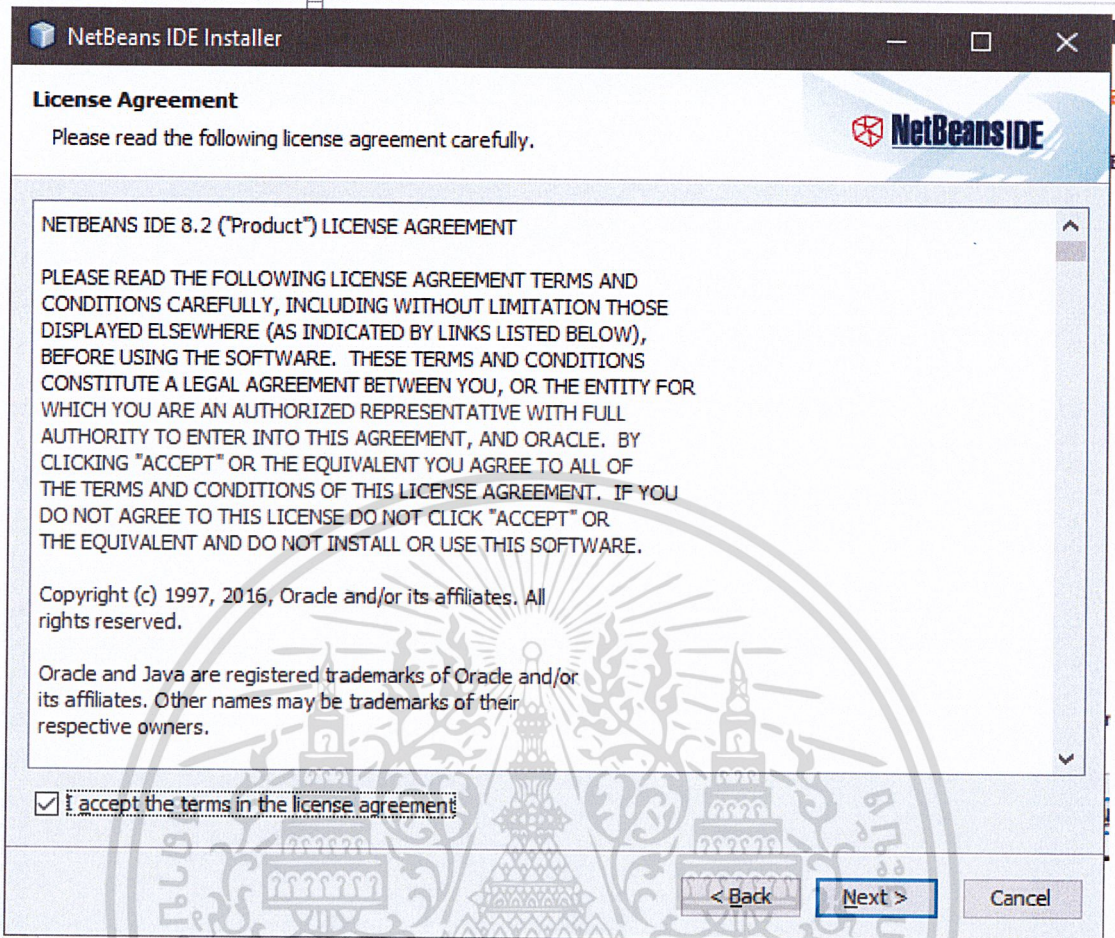 NetBeans IDE Installer
License Agreement
Please read the following license agreement carefully.
NetBeans IDE
NETBEANS IDE 8.2 ("Product") LICENSE AGREEMENT
PLEASE READ THE FOLLOWING LICENSE AGREEMENT TERMS AND
CONDITIONS CAREFULLY, INCLUDING WITHOUT LIMITATION THOSE
DISPLAYED ELSEWHERE (AS INDICATED BY LINKS LISTED BELOW),
BEFORE USING THE SOFTWARE.  THESE TERMS AND CONDITIONS
CONSTITUTE A LEGAL AGREEMENT BETWEEN YOU, OR THE ENTITY FOR
WHICH YOU ARE AN AUTHORIZED REPRESENTATIVE WITH FULL
AUTHORITY TO ENTER INTO THIS AGREEMENT, AND ORACLE.  BY
CLICKING "ACCEPT" OR THE EQUIVALENT YOU AGREE TO ALL OF
THE TERMS AND CONDITIONS OF THIS LICENSE AGREEMENT.  IF YOU
DO NOT AGREE TO THIS LICENSE DO NOT CLICK "ACCEPT" OR
THE EQUIVALENT AND DO NOT INSTALL OR USE THIS SOFTWARE.
Copyright (c) 1997, 2016, Oracle and/or its affiliates. All
rights reserved.
Oracle and Java are registered trademarks of Oracle and/or
its affiliates. Other names may be trademarks of their
respective owners.
I accept the terms in the license agreement
< Back
Next >
Cancel